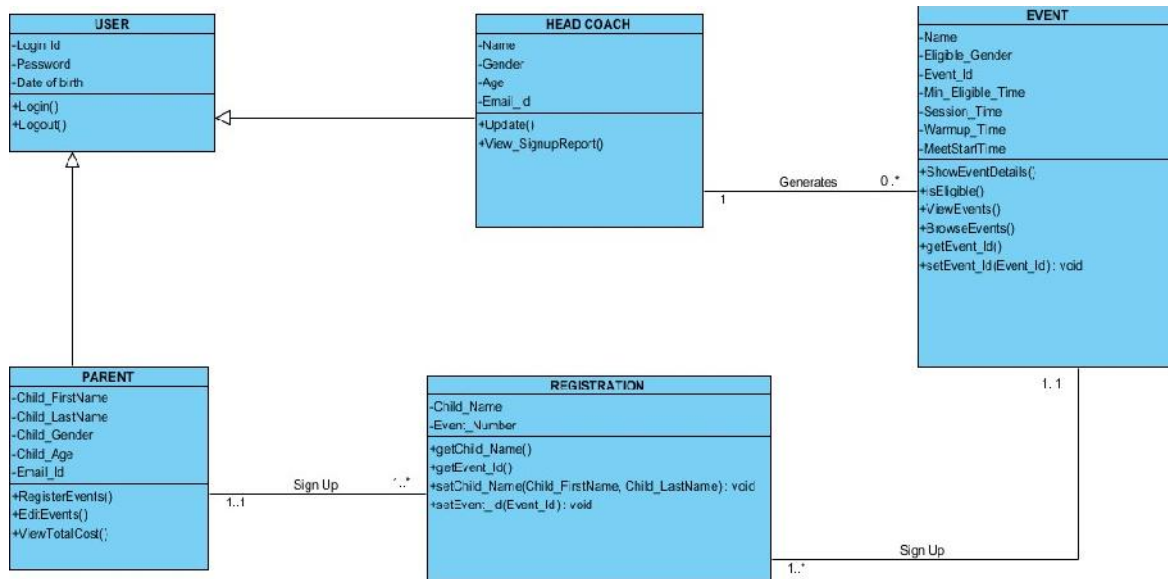 USER
-Login Id
-Password
-Date of birth
+Login()
+Logout()
HEAD COACH
-Name
-Gender
-Age
-Email_Id
+Update()
+View_SignupReport()
EVENT
-Name
-Eligible_Gender
-Event_Id
-Min_Eligible_Time
-Session_Time
-Warmup_Time
-MeetStartTime
+ShowEventDetails()
+isEligible()
+ViewEvents()
+BrowseEvents()
+getEvent_Id()
+setEvent_Id(Event_Id) : void
Generates
0..*
1
PARENT
-Child_FirstName
-Child_LastName
-Child_Gender
-Child_Age
-Email_Id
+RegisterEvents()
+EditEvents()
+ViewTotalCost()
Sign Up
1..*
1..1
REGISTRATION
-Child_Name
-Event_Number
+getChild_Name()
+getEvent_Id()
+setChild_Name(Child_FirstName, Child_LastName) : void
+setEvent_Id(Event_Id) : void
1..1
Sign Up
1..*